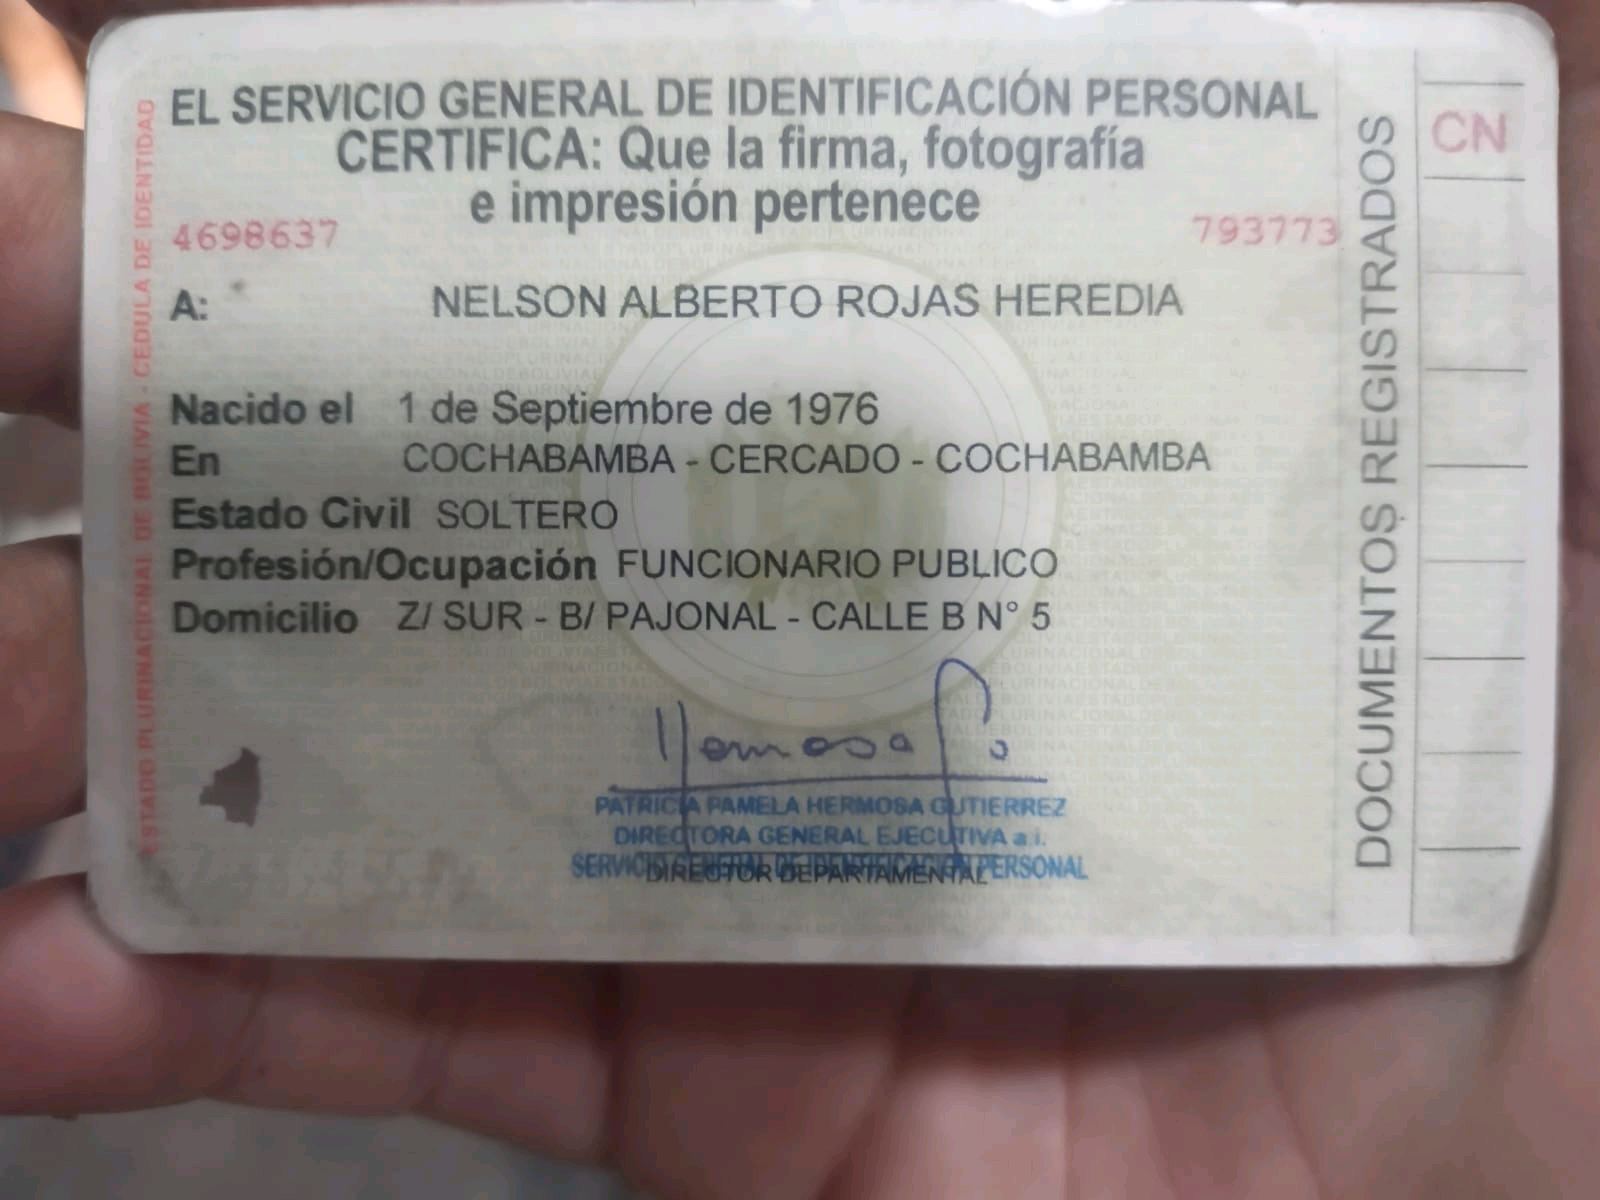 EL SERVICIO GENERAL DE IDENTIFICACIÓN PERSONAL
CERTIFICA: Que la firma, fotografía
e impresión pertenece
4698637
793773
A: NELSON ALBERTO ROJAS HEREDIA
Nacido el 1 de Septiembre de 1976
En COCHABAMBA - CERCADO - COCHABAMBA
Estado Civil SOLTERO
Profesión/Ocupación FUNCIONARIO PUBLICO
Domicilio Z/ SUR - B/ PAJONAL - CALLE B N° 5
Hermosa
PATRICIA PAMELA HERMOSA GUTIERREZ
DIRECTORA GENERAL EJECUTIVA a.i.
SERVICIO GENERAL DE IDENTIFICACIÓN PERSONAL
DIRECTOR DEPARTAMENTAL
ESTADO PLURINACIONAL DE BOLIVIA - CEDULA DE IDENTIDAD
DOCUMENTOS REGISTRADOS
CN